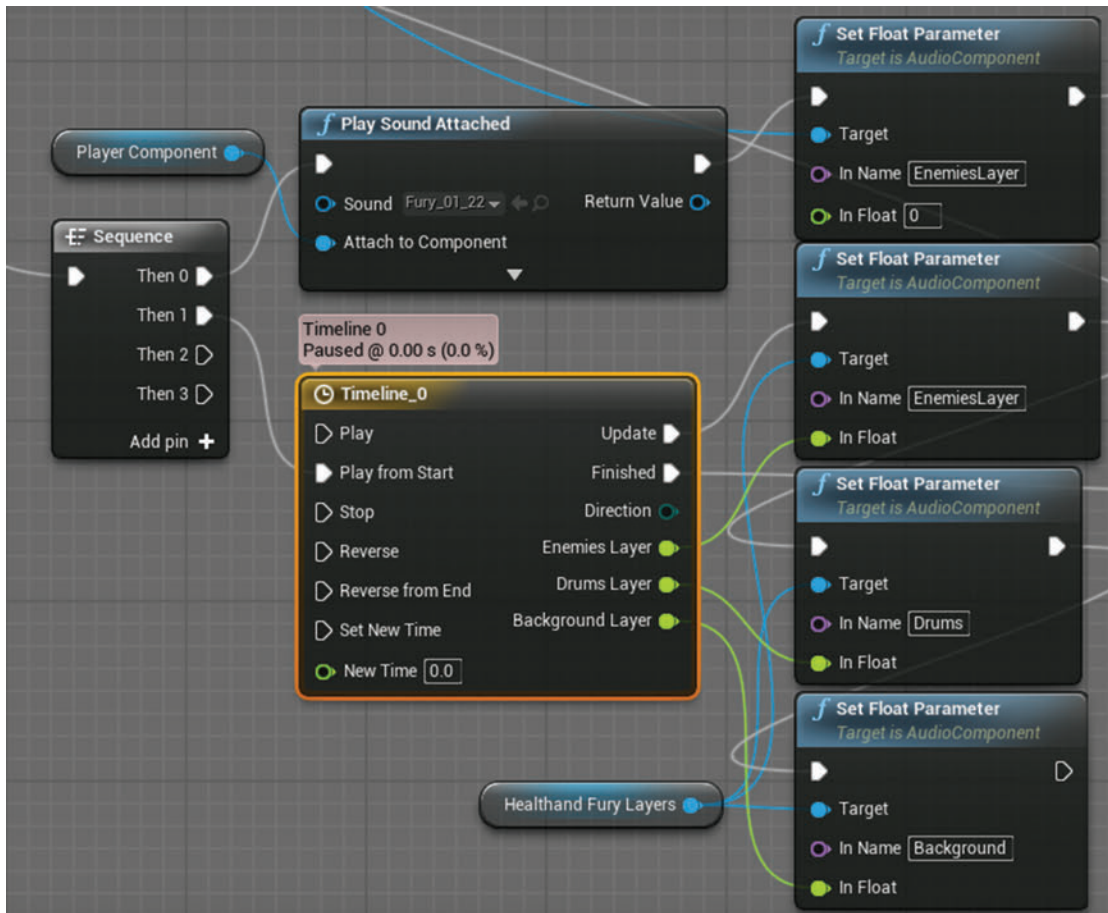 Player Component
Sequence
Then 0
Then 1
Then 2
Then 3
Add pin +
f Play Sound Attached
Sound Fury_01_22 Return Value
Attach to Component
Timeline 0
Paused @ 0.00 s (0.0 %)
Timeline_0
Play Update
Play from Start Finished
Stop Direction
Reverse Enemies Layer
Reverse from End Drums Layer
Set New Time Background Layer
New Time 0.0
Healthand Fury Layers
f Set Float Parameter
Target is AudioComponent
Target
In Name EnemiesLayer
In Float 0
f Set Float Parameter
Target is AudioComponent
Target
In Name EnemiesLayer
In Float
f Set Float Parameter
Target is AudioComponent
Target
In Name Drums
In Float
f Set Float Parameter
Target is AudioComponent
Target
In Name Background
In Float